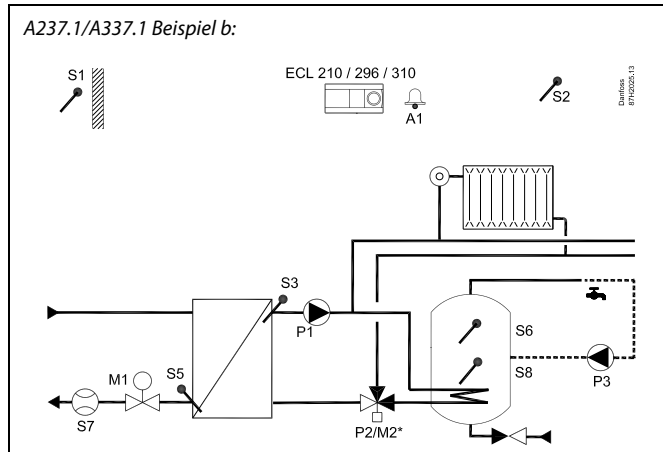 A237.1/A337.1 Beispiel b:
S1
ECL 210 / 296 / 310
A1
S2
Danfoss
87H2025.13
S3
P1
S6
S8
P3
S5
M1
S7
P2/M2*